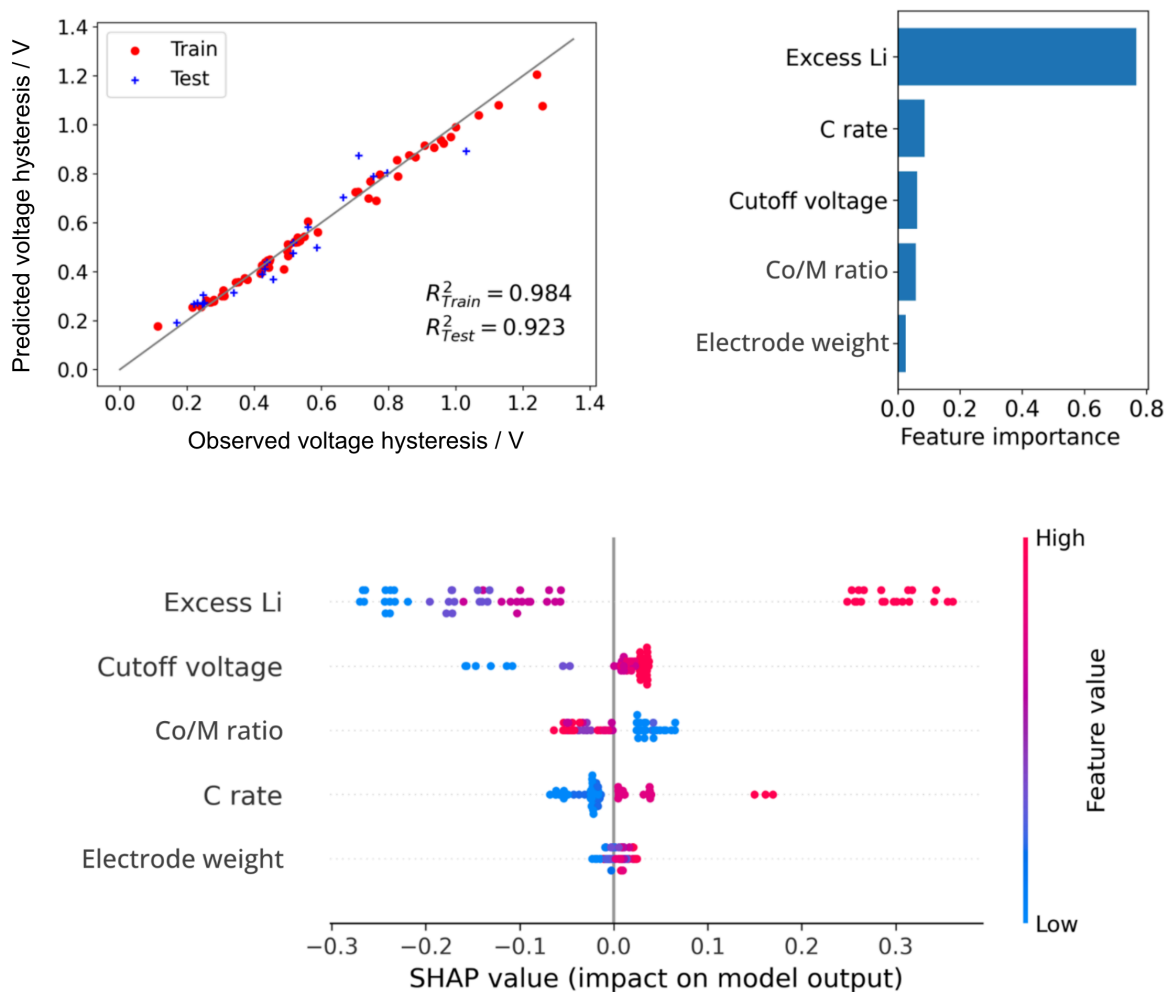 Predicted voltage hysteresis / V
1.4
1.2
1.0
0.8
0.6
0.4
0.2
0.0
Train
Test
R²Train = 0.984
R²Test = 0.923
0.0 0.2 0.4 0.6 0.8 1.0 1.2 1.4
Observed voltage hysteresis / V
Excess Li
C rate
Cutoff voltage
Co/M ratio
Electrode weight
0.0 0.2 0.4 0.6 0.8
Feature importance
Excess Li
Cutoff voltage
Co/M ratio
C rate
Electrode weight
−0.3 −0.2 −0.1 0.0 0.1 0.2 0.3
SHAP value (impact on model output)
High
Low
Feature value